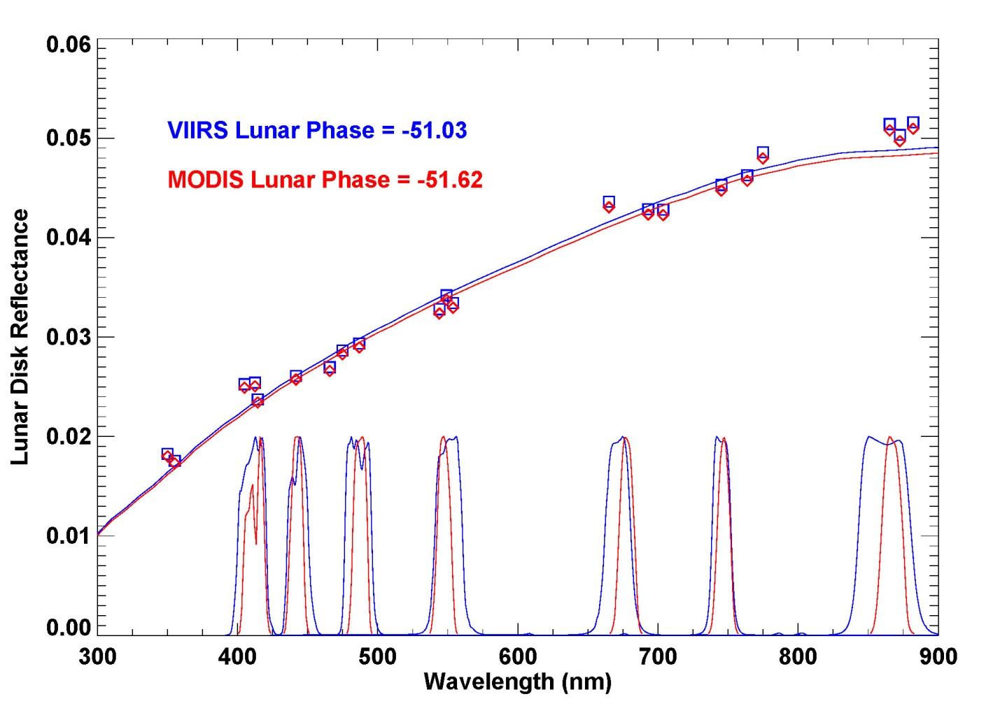 0.06
VIIRS Lunar Phase = -51.03
0.05
MODIS Lunar Phase = -51.62
0.04
0.03
0.02
0.01
0.00
Lunar Disk Reflectance
300 400 500 600 700 800 900
Wavelength (nm)